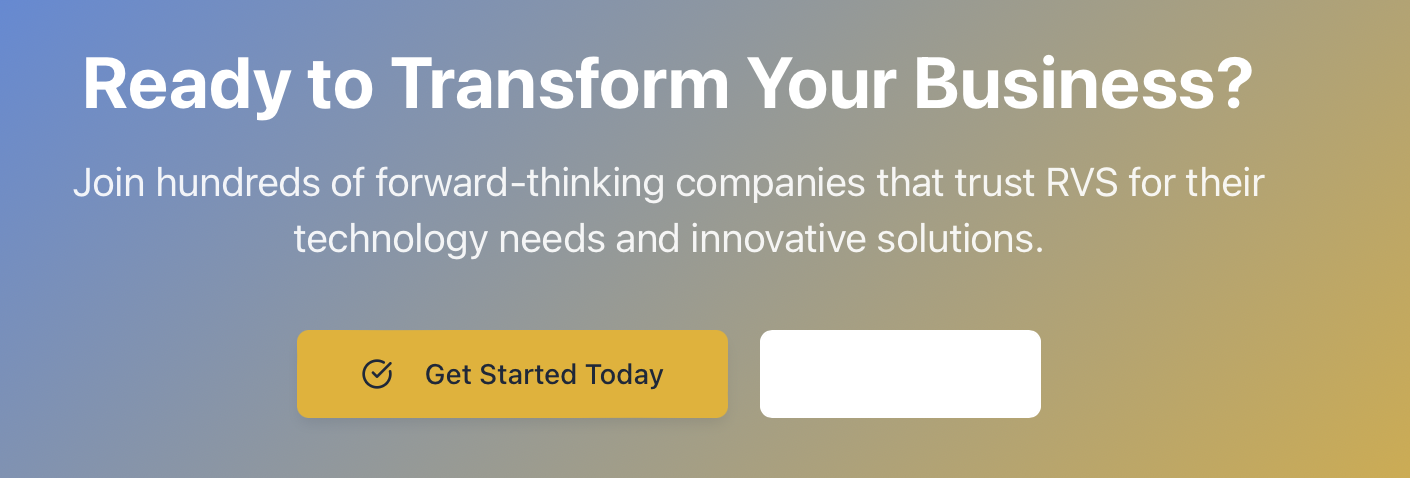 Ready to Transform Your Business?
Join hundreds of forward-thinking companies that trust RVS for their
technology needs and innovative solutions.
Get Started Today